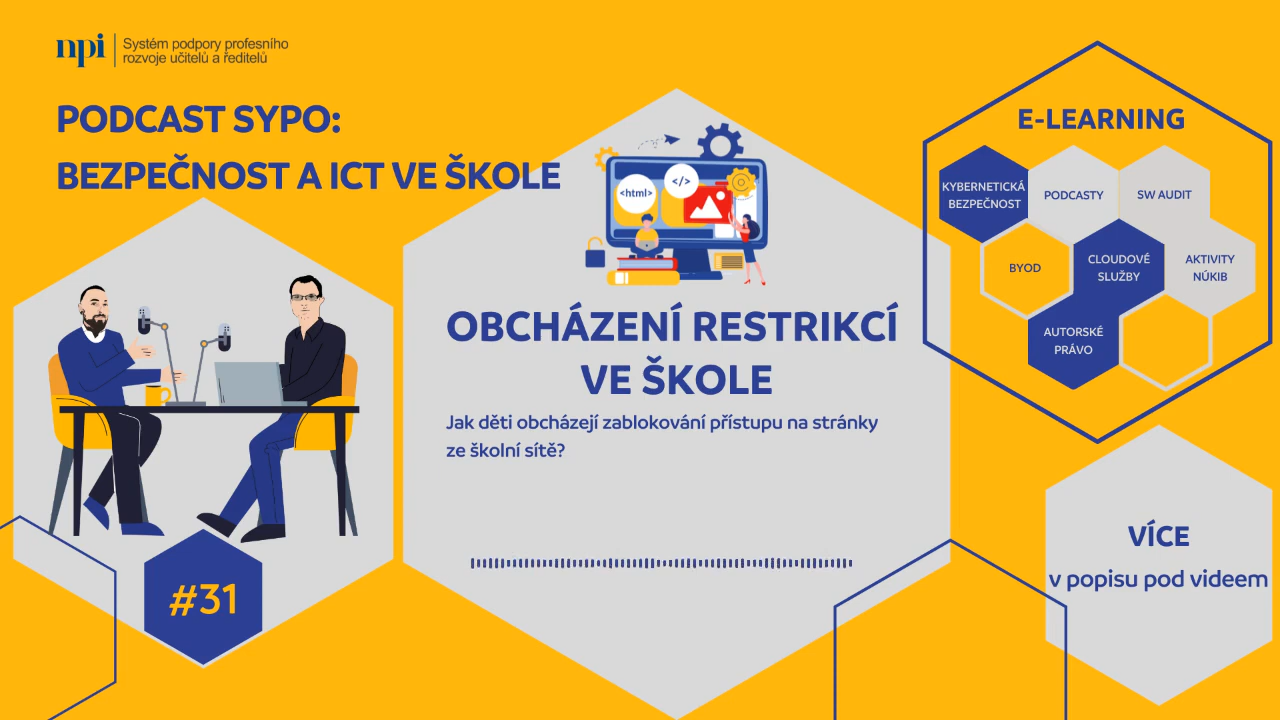 npi
Systém podpory profesního
rozvoje učitelů a ředitelů
PODCAST SYPO:
BEZPEČNOST A ICT VE ŠKOLE
<html>
</>
OBCHÁZENÍ RESTRIKCÍ
VE ŠKOLE
Jak děti obcházejí zablokování přístupu na stránky
ze školní sítě?
#31
E-LEARNING
KYBERNETICKÁ
BEZPEČNOST
PODCASTY
SW AUDIT
BYOD
CLOUDOVÉ
SLUŽBY
AKTIVITY
NÚKIB
AUTORSKÉ
PRÁVO
VÍCE
v popisu pod videem